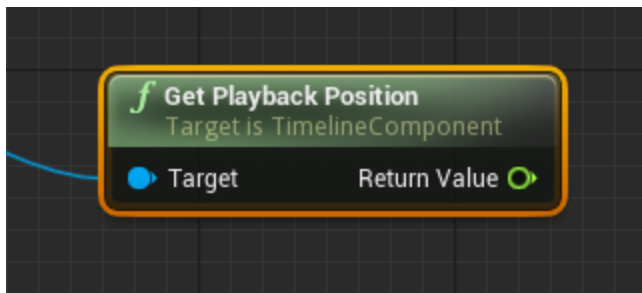 f Get Playback Position
Target is TimelineComponent
Target Return Value